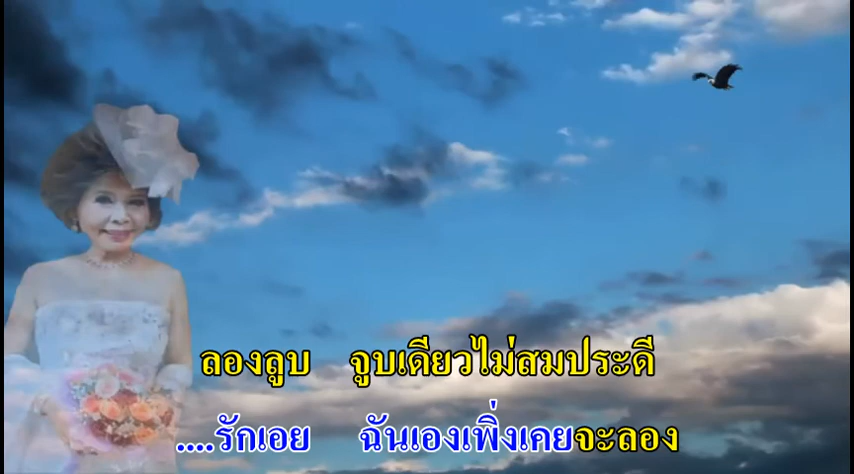 ลองลูบ จูบเดียวไม่สมประดี
....รักเอย ฉันเองเพิ่งเคยจะลอง